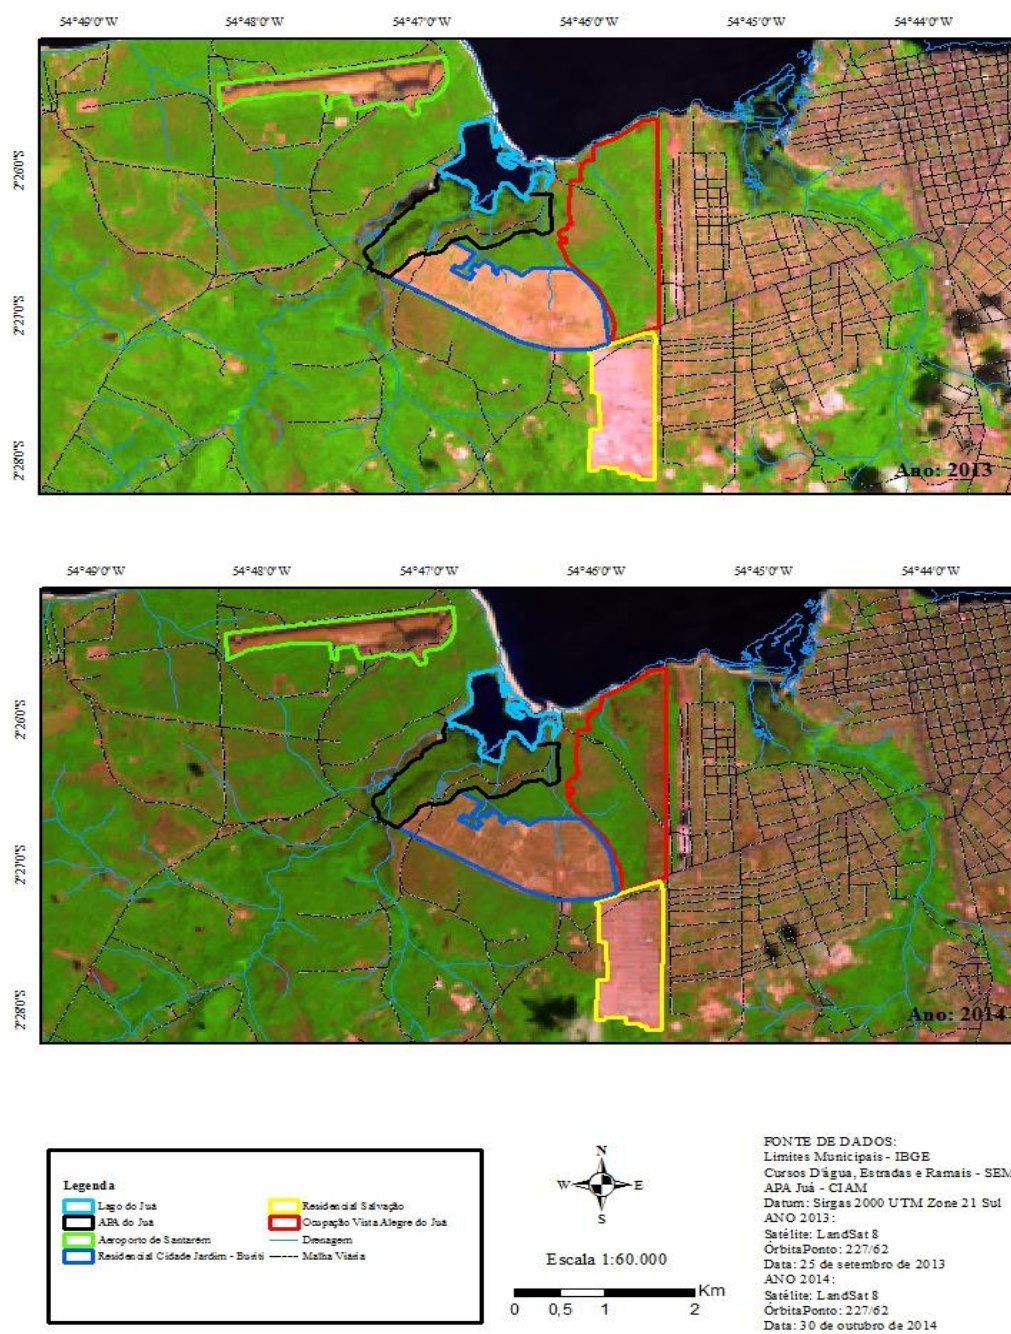 54°49'0"W 54°48'0"W 54°47'0"W 54°46'0"W 54°45'0"W 54°44'0"W
2°26'0"S
2°27'0"S
2°28'0"S
Ano: 2013
54°49'0"W 54°48'0"W 54°47'0"W 54°46'0"W 54°45'0"W 54°44'0"W
2°26'0"S
2°27'0"S
2°28'0"S
Ano: 2014
Legenda
Lago do Juá
APA do Juá
Aeroporto de Santarém
Residencial Cidade Jardim - Buriti
Residencial Salvação
Ocupação Vista Alegre do Juá
Drenagem
Malha Viária
N
W E
S
Escala 1:60.000
Km
0 0,5 1 2
FONTE DE DADOS:
Limites Municipais - IBGE
Cursos D'água, Estradas e Ramais - SEM
APA Juá - CIAM
Datum: Sirgas 2000 UTM Zone 21 Sul
ANO 2013:
Satélite: LandSat 8
ÓrbitaPonto: 227/62
Data: 25 de setembro de 2013
ANO 2014:
Satélite: LandSat 8
ÓrbitaPonto: 227/62
Data: 30 de outubro de 2014